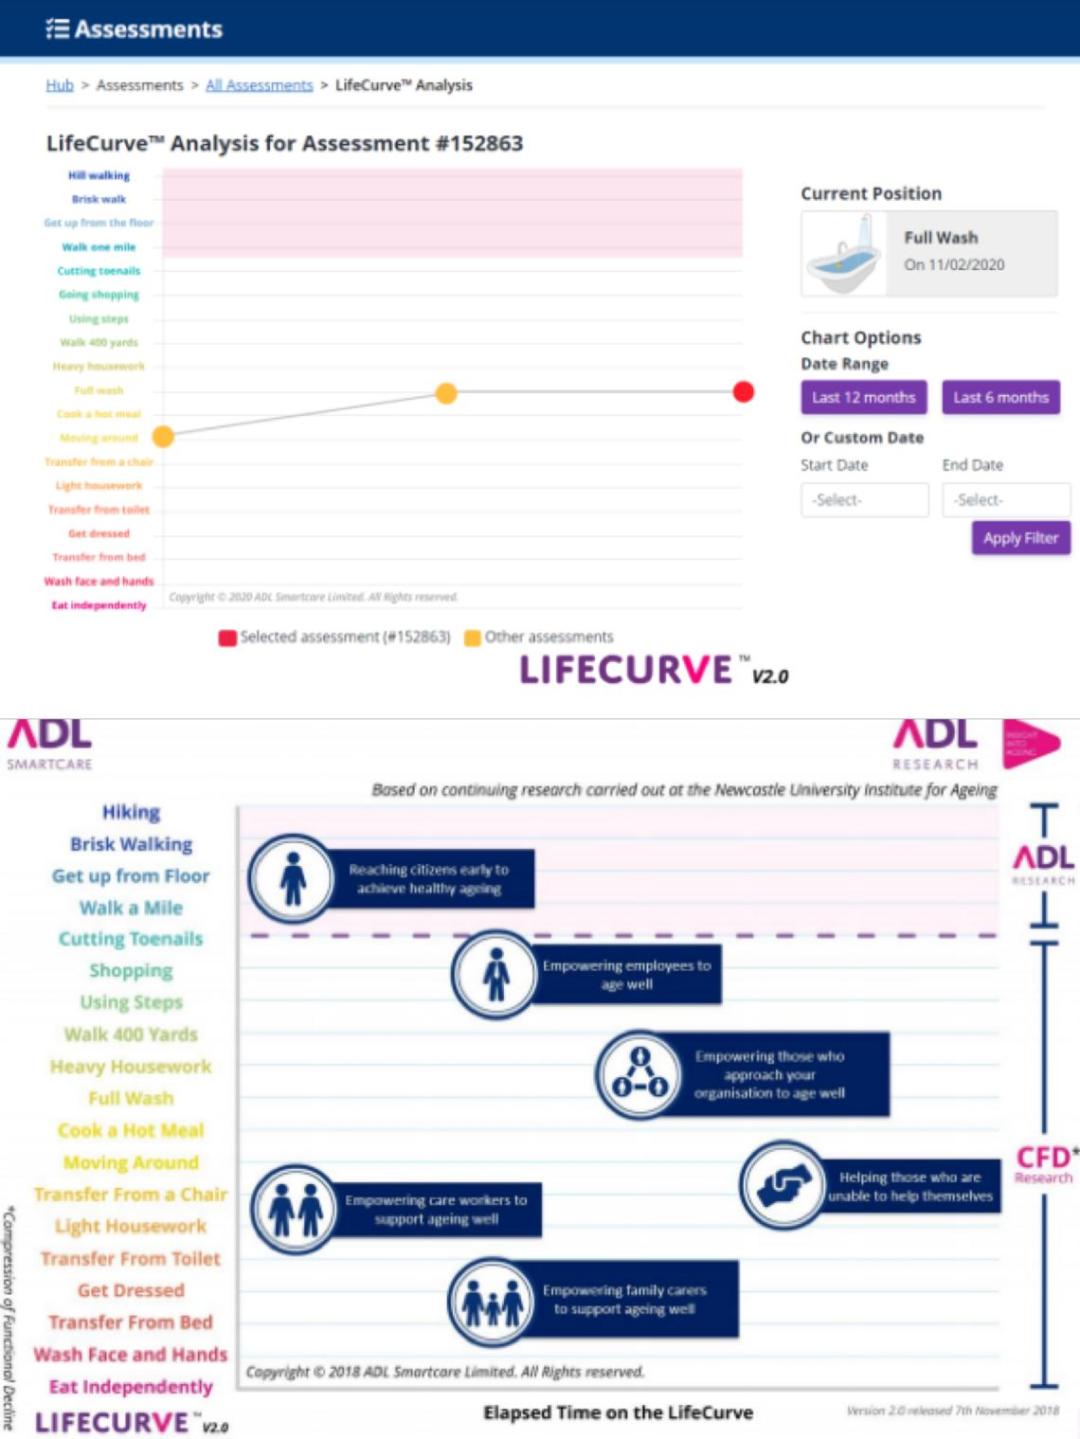 Assessments
Hub > Assessments > All Assessments > LifeCurve™ Analysis
LifeCurve™ Analysis for Assessment #152863
Hill walking
Brisk walk
Get up from the floor
Walk one mile
Cutting toenails
Going shopping
Using steps
Walk 400 yards
Heavy housework
Full wash
Cook a hot meal
Moving around
Transfer from a chair
Light housework
Transfer from toilet
Get dressed
Transfer from bed
Wash face and hands
Eat independently
Copyright © 2020 ADL Smartcare Limited. All Rights reserved.
Selected assessment (#152863)
Other assessments
LIFECURVE™ V2.0
Current Position
Full Wash
On 11/02/2020
Chart Options
Date Range
Last 12 months
Last 6 months
Or Custom Date
Start Date
End Date
-Select-
-Select-
Apply Filter
ADL
SMARTCARE
ADL
RESEARCH
INSIGHT
INTO
AGEING
Based on continuing research carried out at the Newcastle University Institute for Ageing
Hiking
Brisk Walking
Get up from Floor
Walk a Mile
Cutting Toenails
Shopping
Using Steps
Walk 400 Yards
Heavy Housework
Full Wash
Cook a Hot Meal
Moving Around
Transfer From a Chair
Light Housework
Transfer From Toilet
Get Dressed
Transfer From Bed
Wash Face and Hands
Eat Independently
Reaching citizens early to
achieve healthy ageing
Empowering employees to
age well
Empowering those who
approach your
organisation to age well
Helping those who are
unable to help themselves
Empowering care workers to
support ageing well
Empowering family carers
to support ageing well
ADL
RESEARCH
CFD*
Research
*Compression of Functional Decline
Copyright © 2018 ADL Smartcare Limited. All Rights reserved.
LIFECURVE™ V2.0
Elapsed Time on the LifeCurve
Version 2.0 released 7th November 2018